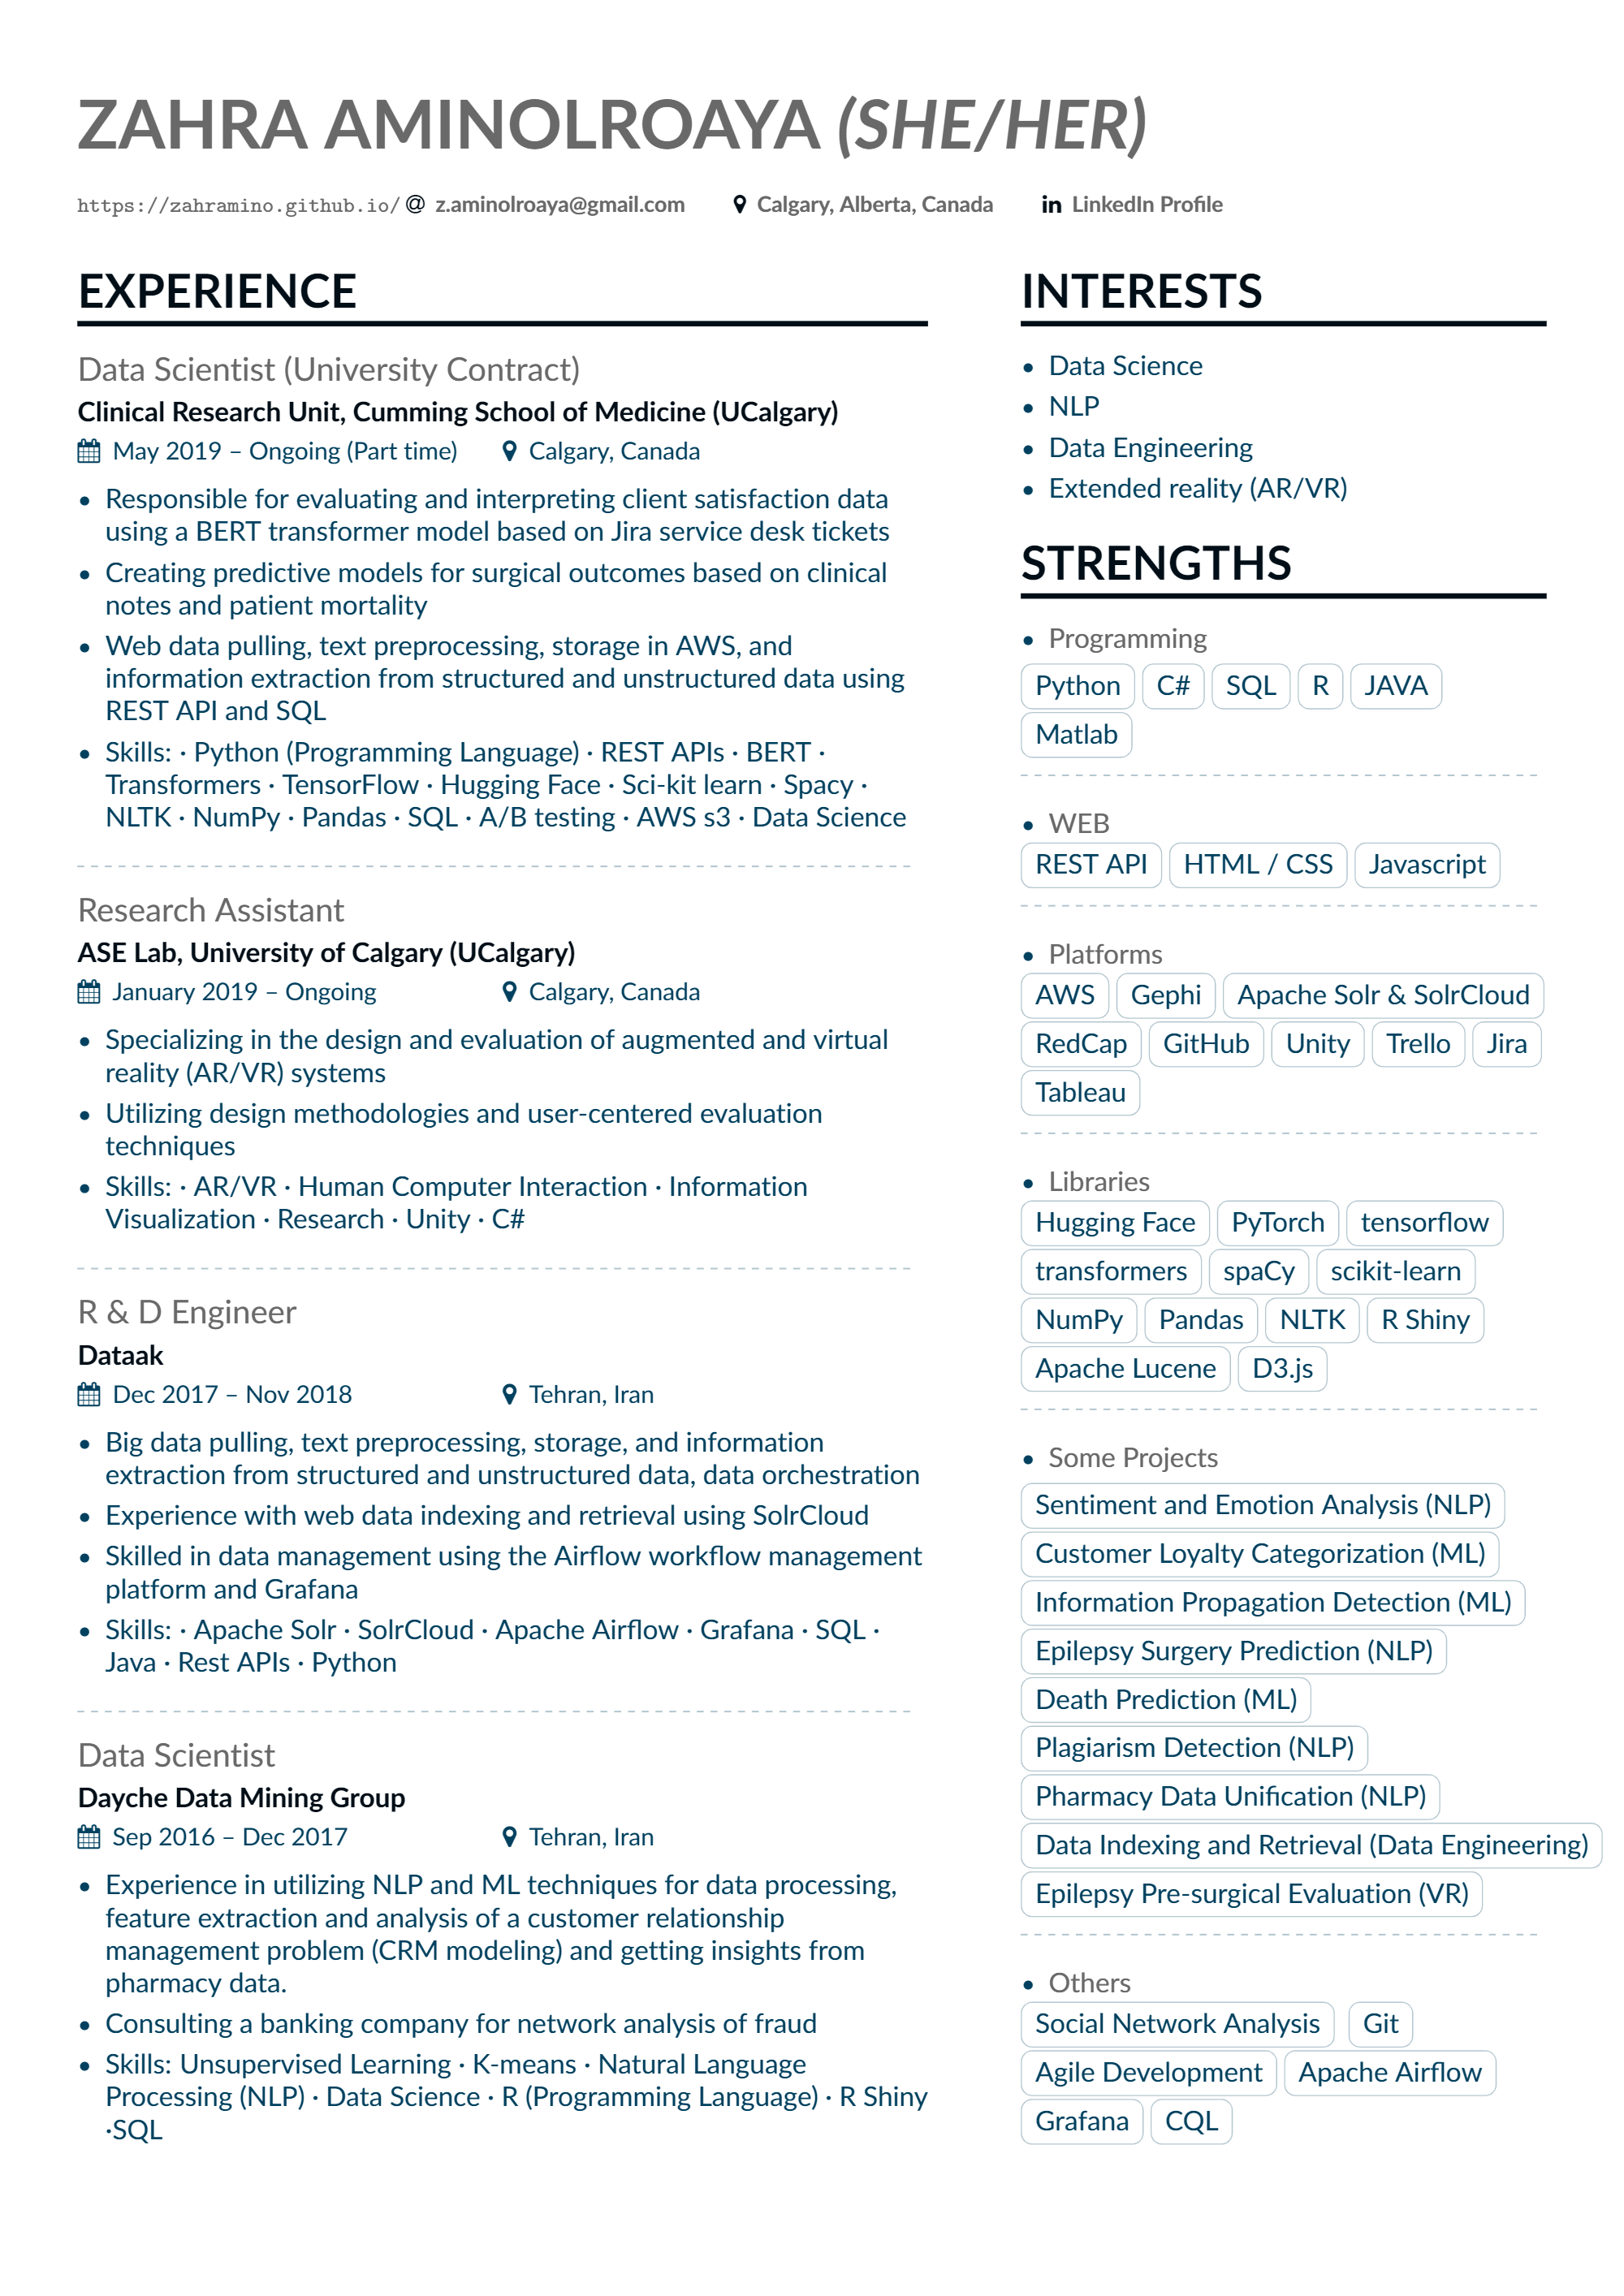 ZAHRA AMINOLROAYA (SHE/HER)
https://zahramino.github.io/ @ z.aminolroaya@gmail.com Calgary, Alberta, Canada in LinkedIn Profile
EXPERIENCE
Data Scientist (University Contract)
Clinical Research Unit, Cumming School of Medicine (UCalgary)
May 2019 – Ongoing (Part time) Calgary, Canada
• Responsible for evaluating and interpreting client satisfaction data
using a BERT transformer model based on Jira service desk tickets
• Creating predictive models for surgical outcomes based on clinical
notes and patient mortality
• Web data pulling, text preprocessing, storage in AWS, and
information extraction from structured and unstructured data using
REST API and SQL
• Skills: · Python (Programming Language) · REST APIs · BERT ·
Transformers · TensorFlow · Hugging Face · Sci-kit learn · Spacy ·
NLTK · NumPy · Pandas · SQL · A/B testing · AWS s3 · Data Science
Research Assistant
ASE Lab, University of Calgary (UCalgary)
January 2019 – Ongoing Calgary, Canada
• Specializing in the design and evaluation of augmented and virtual
reality (AR/VR) systems
• Utilizing design methodologies and user-centered evaluation
techniques
• Skills: · AR/VR · Human Computer Interaction · Information
Visualization · Research · Unity · C#
R & D Engineer
Dataak
Dec 2017 – Nov 2018 Tehran, Iran
• Big data pulling, text preprocessing, storage, and information
extraction from structured and unstructured data, data orchestration
• Experience with web data indexing and retrieval using SolrCloud
• Skilled in data management using the Airflow workflow management
platform and Grafana
• Skills: · Apache Solr · SolrCloud · Apache Airflow · Grafana · SQL ·
Java · Rest APIs · Python
Data Scientist
Dayche Data Mining Group
Sep 2016 – Dec 2017 Tehran, Iran
• Experience in utilizing NLP and ML techniques for data processing,
feature extraction and analysis of a customer relationship
management problem (CRM modeling) and getting insights from
pharmacy data.
• Consulting a banking company for network analysis of fraud
• Skills: Unsupervised Learning · K-means · Natural Language
Processing (NLP) · Data Science · R (Programming Language) · R Shiny
·SQL
INTERESTS
• Data Science
• NLP
• Data Engineering
• Extended reality (AR/VR)
STRENGTHS
• Programming
Python C# SQL R JAVA
Matlab
• WEB
REST API HTML / CSS Javascript
• Platforms
AWS Gephi Apache Solr & SolrCloud
RedCap GitHub Unity Trello Jira
Tableau
• Libraries
Hugging Face PyTorch tensorflow
transformers spaCy scikit-learn
NumPy Pandas NLTK R Shiny
Apache Lucene D3.js
• Some Projects
Sentiment and Emotion Analysis (NLP)
Customer Loyalty Categorization (ML)
Information Propagation Detection (ML)
Epilepsy Surgery Prediction (NLP)
Death Prediction (ML)
Plagiarism Detection (NLP)
Pharmacy Data Unification (NLP)
Data Indexing and Retrieval (Data Engineering)
Epilepsy Pre-surgical Evaluation (VR)
• Others
Social Network Analysis Git
Agile Development Apache Airflow
Grafana CQL